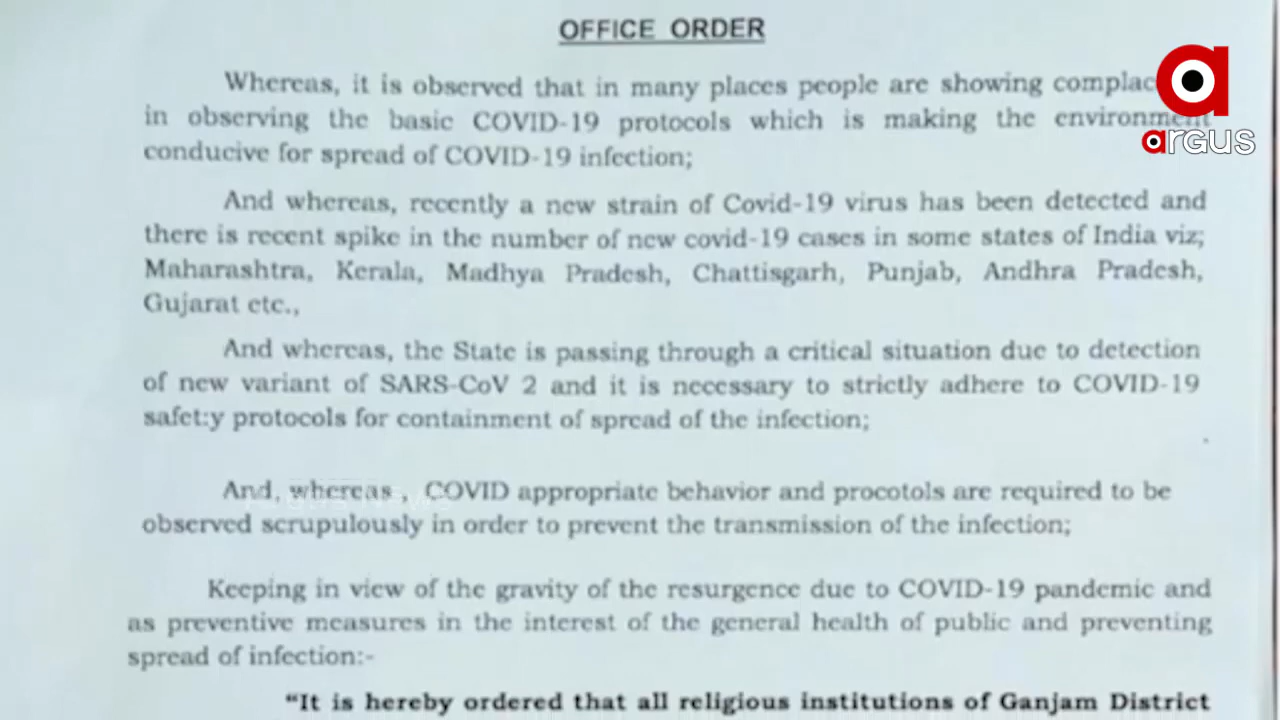 OFFICE ORDER
Whereas, it is observed that in many places people are showing
in observing the basic COVID-19 protocols which is making the environment
conducive for spread of COVID-19 infection;
And whereas, recently a new strain of Covid-19 virus has been detected and
there is recent spike in the number of new covid-19 cases in some states of India viz;
Maharashtra, Kerala, Madhya Pradesh, Chattisgarh, Punjab, Andhra Pradesh,
Gujarat etc.,
And whereas, the State is passing through a critical situation due to detection
of new variant of SARS-CoV 2 and it is necessary to strictly adhere to COVID-19
safet:y protocols for containment of spread of the infection;
And, whereas , COVID appropriate behavior and procotols are required to be
observed scrupulously in order to prevent the transmission of the infection;
Keeping in view of the gravity of the resurgence due to COVID-19 pandemic and
as preventive measures in the interest of the general health of public and preventing
spread of infection:-
“It is hereby ordered that all religious institutions of Ganjam District
a
argus